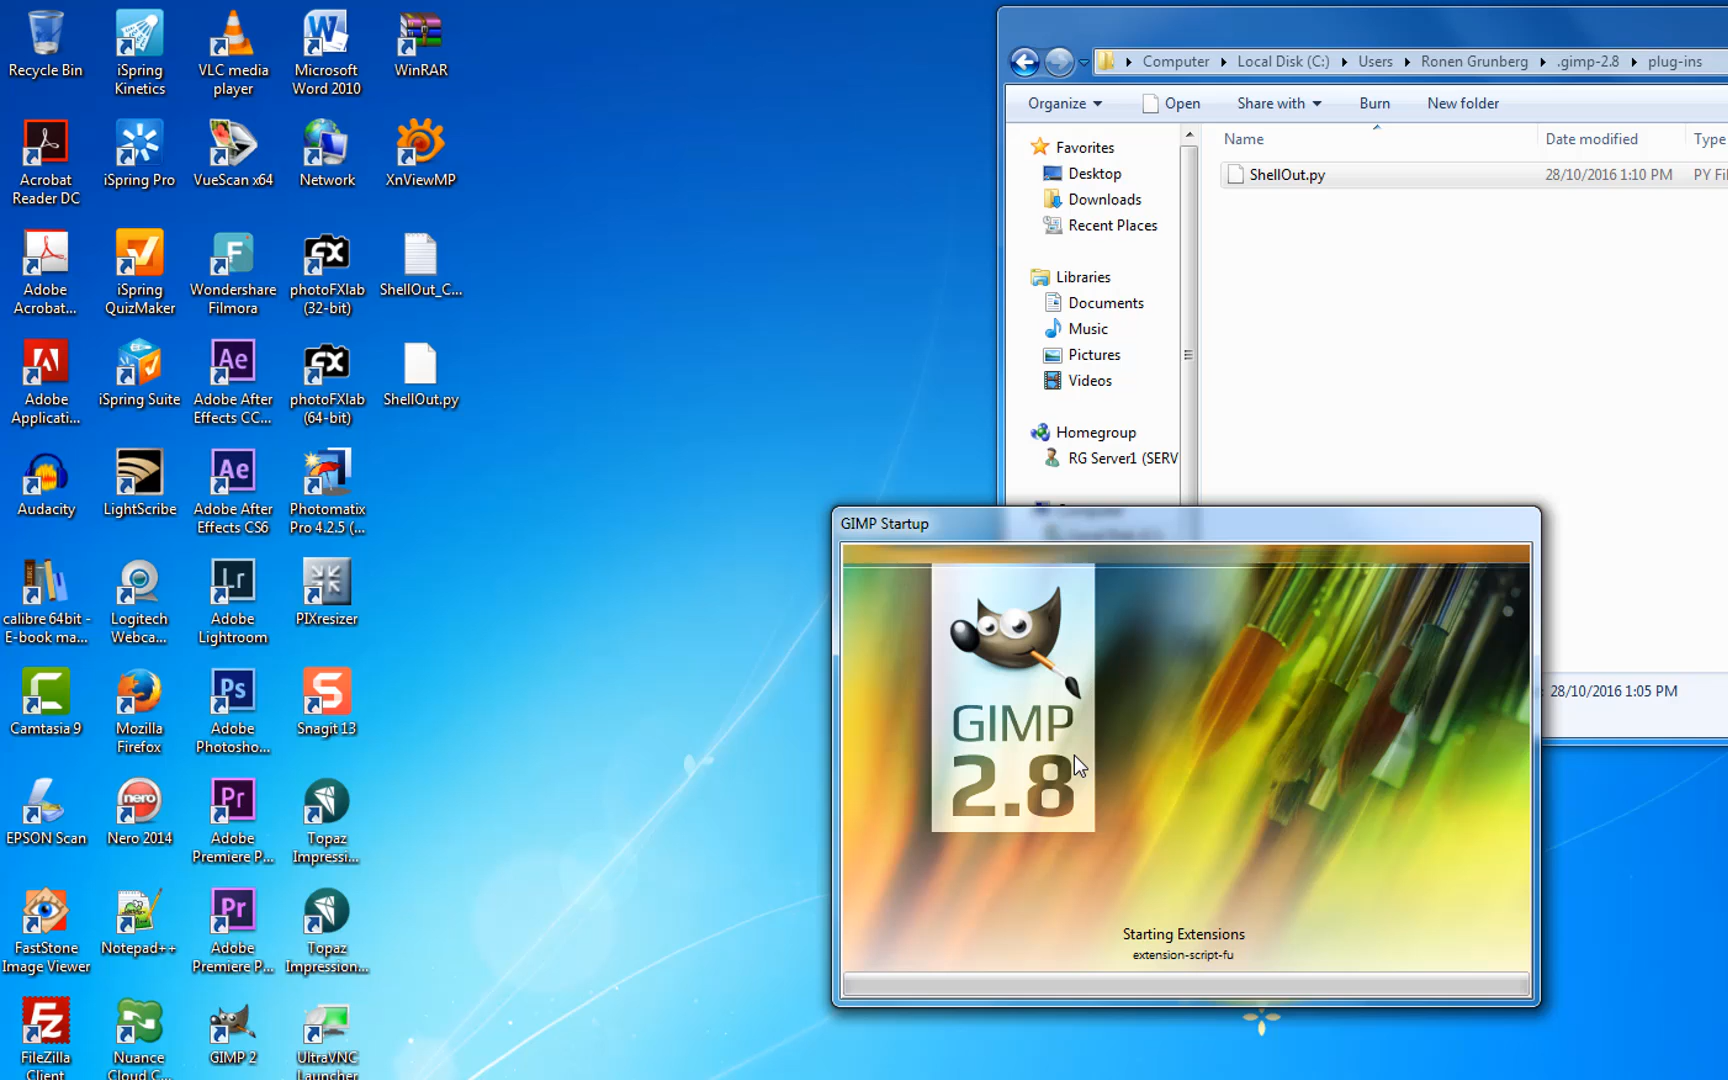 Recycle Bin
iSpring
Kinetics
VLC media
player
Microsoft
Word 2010
WinRAR
Acrobat
Reader DC
iSpring Pro
VueScan x64
Network
XnViewMP
Adobe
Acrobat...
iSpring
QuizMaker
Wondershare
Filmora
photoFXlab
(32-bit)
ShellOut_C...
Adobe
Applicati...
iSpring Suite
Adobe After
Effects CC...
photoFXlab
(64-bit)
ShellOut.py
Audacity
LightScribe
Adobe After
Effects CS6
Photomatix
Pro 4.2.5 (...
calibre 64bit -
E-book ma...
Logitech
Webca...
Adobe
Lightroom
PIXresizer
Camtasia 9
Mozilla
Firefox
Adobe
Photosho...
Snagit 13
EPSON Scan
Nero 2014
Adobe
Premiere P...
Topaz
Impressi...
FastStone
Image Viewer
Notepad++
Adobe
Premiere P...
Topaz
Impression...
FileZilla
Client
Nuance
Cloud C...
GIMP 2
UltraVNC
Launcher
Computer Local Disk (C:) Users Ronen Grunberg .gimp-2.8 plug-ins
Organize Open Share with Burn New folder
Name Date modified Type
ShellOut.py 28/10/2016 1:10 PM PY Fil
Favorites
Desktop
Downloads
Recent Places
Libraries
Documents
Music
Pictures
Videos
Homegroup
RG Server1 (SERV
28/10/2016 1:05 PM
GIMP Startup
GIMP
2.8
Starting Extensions
extension-script-fu